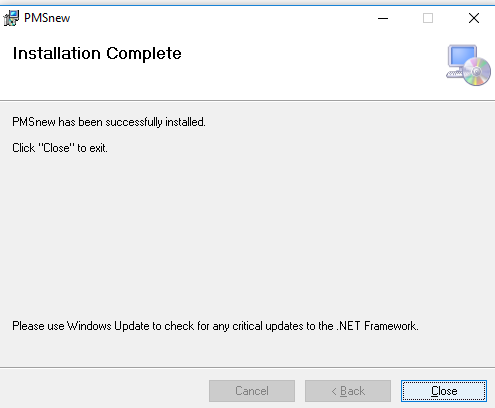 PMSnew
Installation Complete
PMSnew has been successfully installed.
Click "Close" to exit.
Please use Windows Update to check for any critical updates to the .NET Framework.
Cancel
< Back
Close